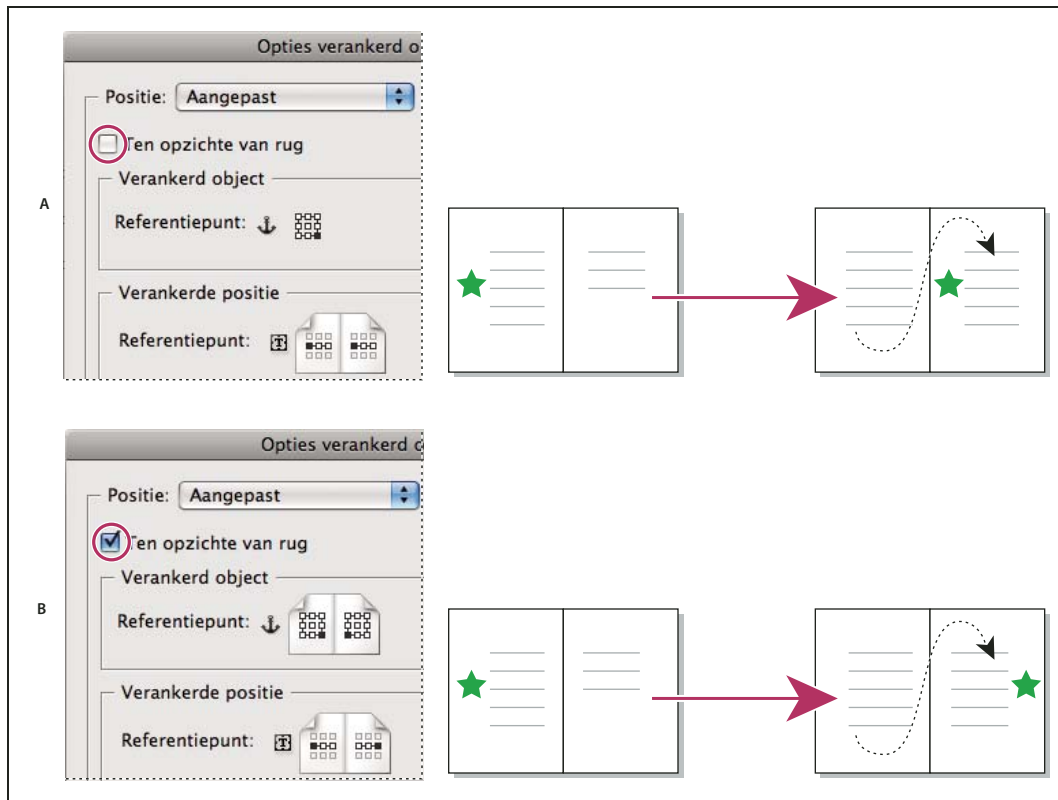 Opties verankerd o
Positie: Aangepast
Ten opzichte van rug
Verankerd object
A
Referentiepunt:
Verankerde positie
Referentiepunt: T
Opties verankerd
Positie: Aangepast
Ten opzichte van rug
Verankerd object
B
Referentiepunt:
Verankerde positie
Referentiepunt: T